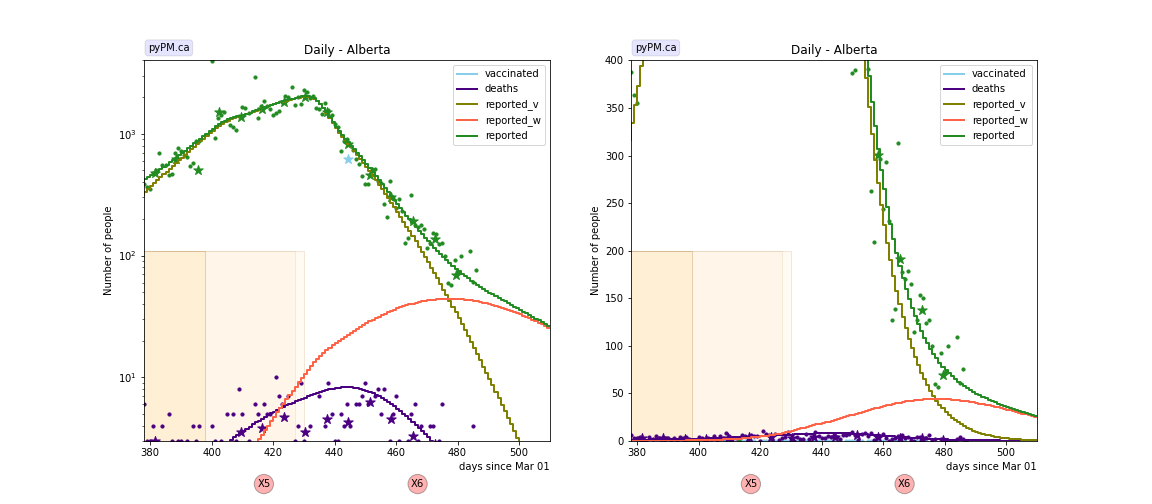 pyPM.ca
Daily - Alberta
vaccinated
deaths
reported_v
reported_w
reported
Number of people
10³
10²
10¹
380
400
420
440
460
480
500
days since Mar 01
X5
X6
pyPM.ca
Daily - Alberta
vaccinated
deaths
reported_v
reported_w
reported
Number of people
400
350
300
250
200
150
100
50
0
380
400
420
440
460
480
500
days since Mar 01
X5
X6